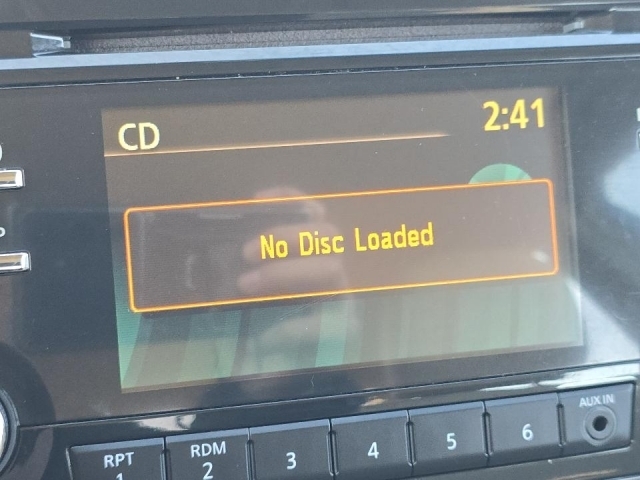 CD 2:41
No Disc Loaded
RPT RDM AUX IN
1 2 3 4 5 6